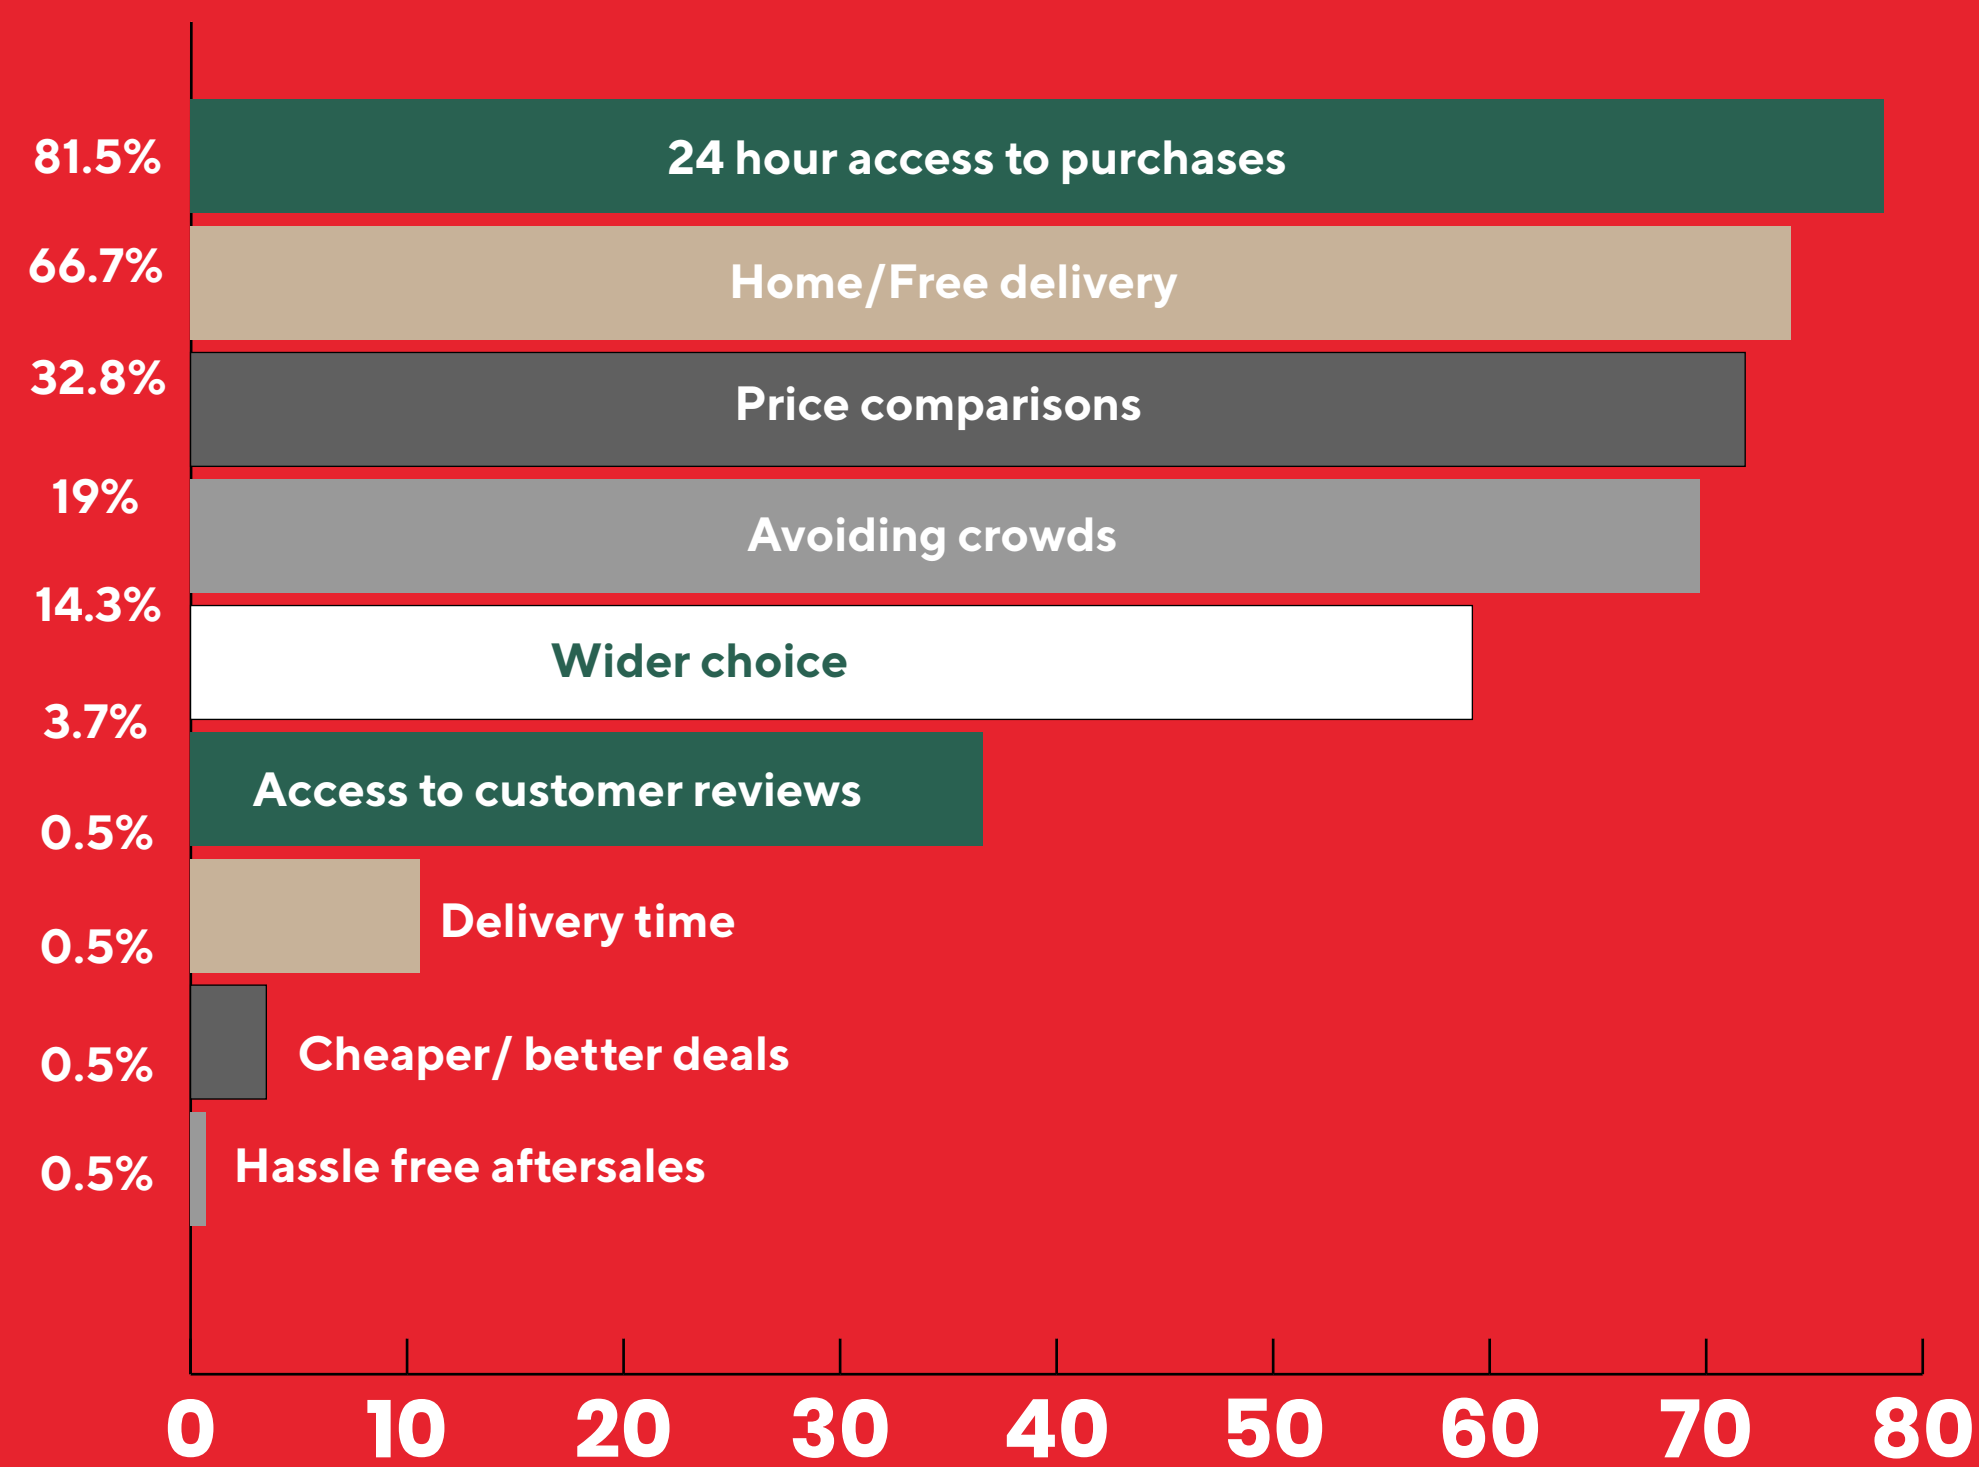 81.5%
24 hour access to purchases
66.7%
Home/Free delivery
32.8%
Price comparisons
19%
Avoiding crowds
14.3%
Wider choice
3.7%
Access to customer reviews
0.5%
Delivery time
0.5%
Cheaper/ better deals
0.5%
Hassle free aftersales
0.5%
0 10 20 30 40 50 60 70 80